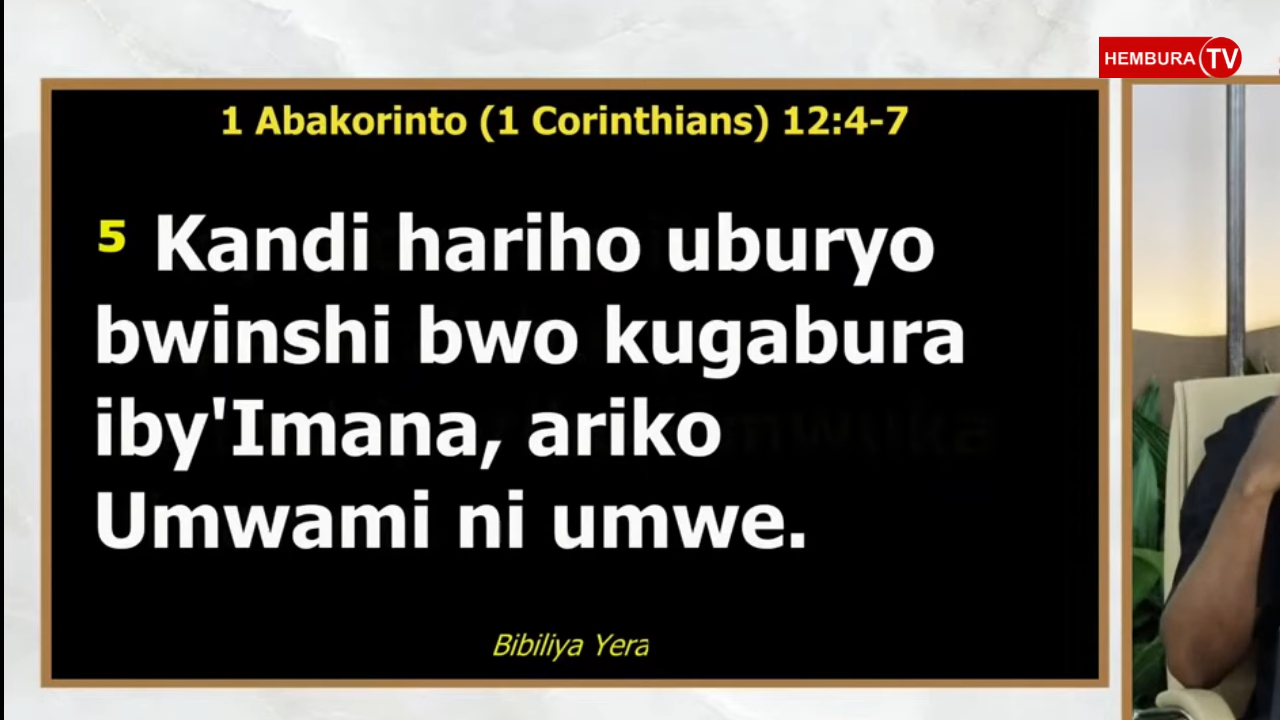 HEMBURA TV
1 Abakorinto (1 Corinthians) 12:4-7
5 Kandi hariho uburyo
bwinshi bwo kugabura
iby'Imana, ariko
Umwami ni umwe.
Bibiliya Yera